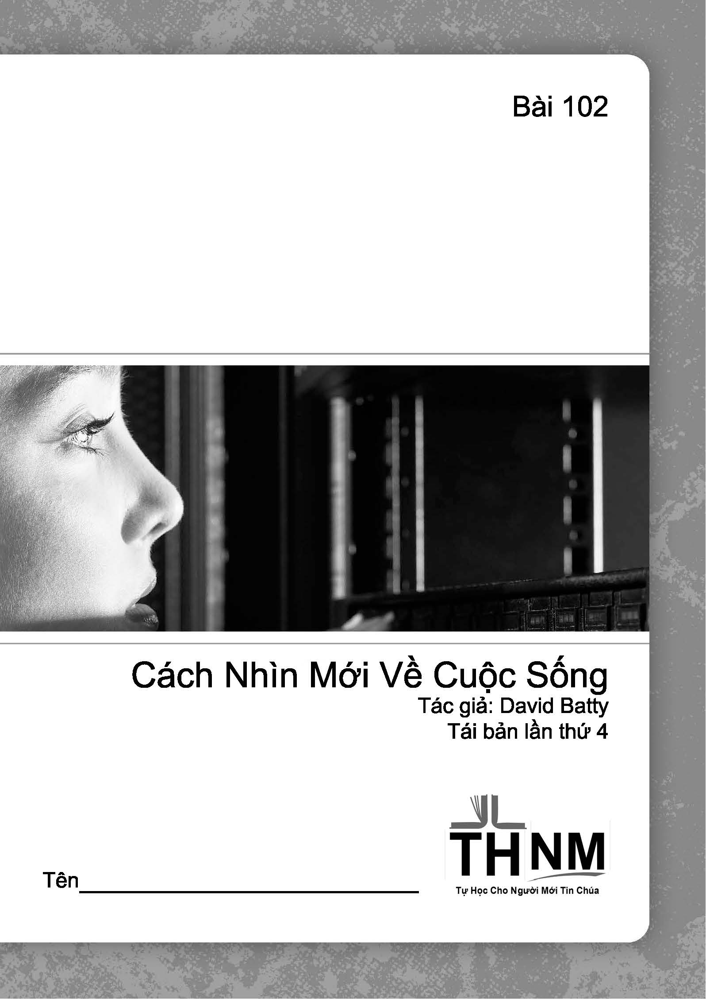 Bài 102
Cách Nhìn Mới Về Cuộc Sống
Tác giả: David Batty
Tái bản lần thứ 4
THNM
Tên
Tự Học Cho Người Mới Tin Chúa